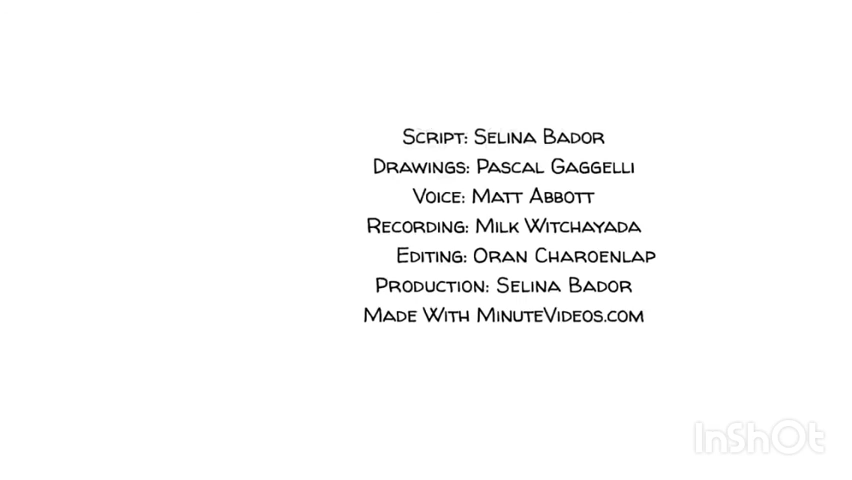 Script: Selina Bador
Drawings: Pascal Gaggelli
Voice: Matt Abbott
Recording: Milk Witchayada
Editing: Oran Charoenlap
Production: Selina Bador
Made With MinuteVideos.com
InShOt